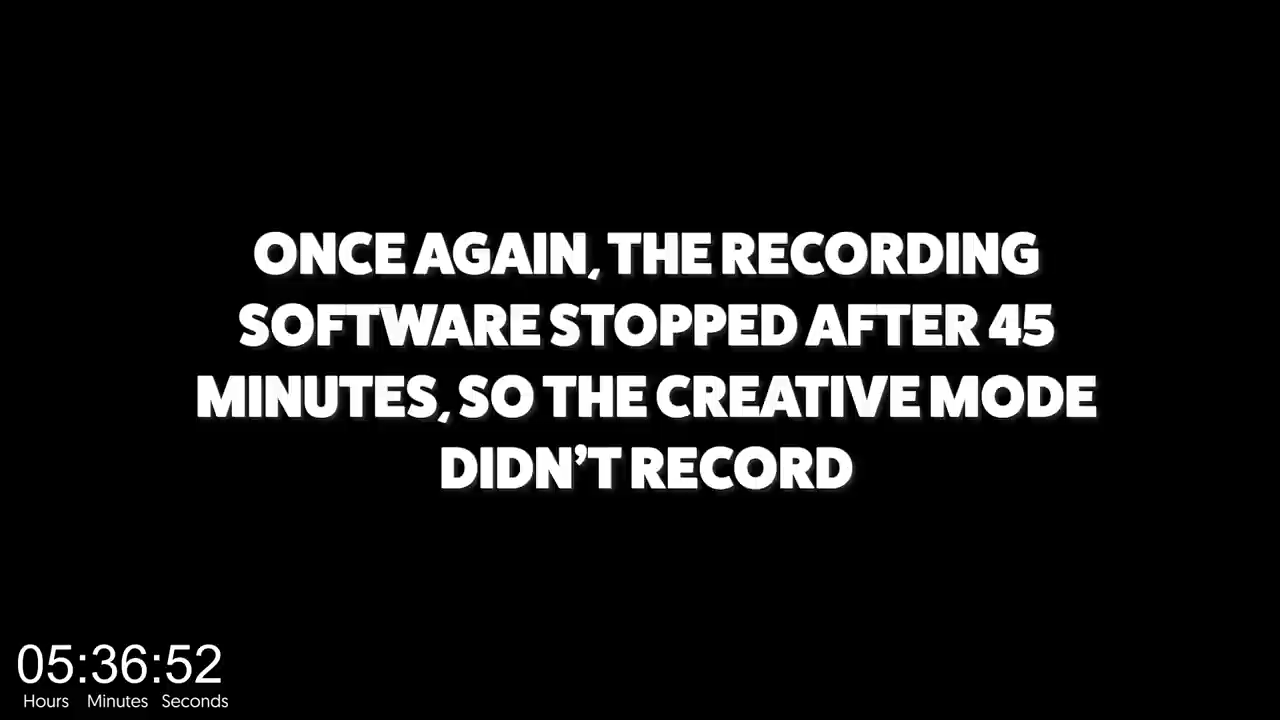 ONCE AGAIN, THE RECORDING
SOFTWARE STOPPED AFTER 45
MINUTES, SO THE CREATIVE MODE
DIDN'T RECORD
05:36:52
Hours Minutes Seconds